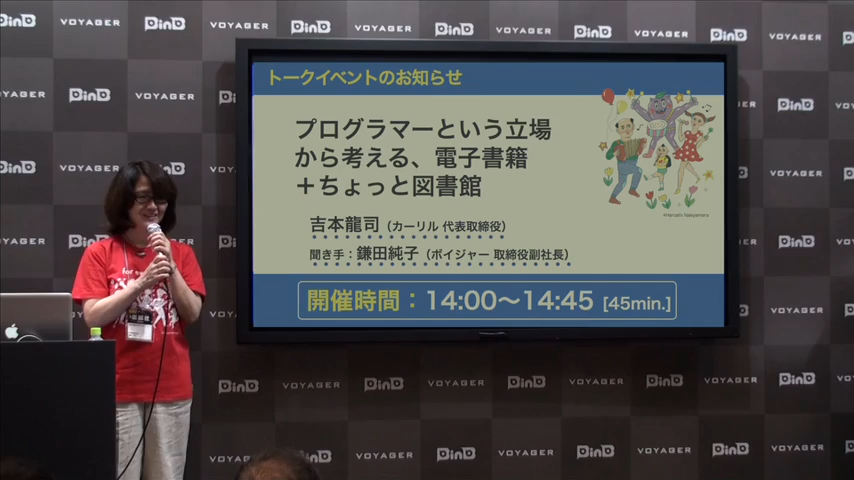 トークイベントのお知らせ
プログラマーという立場
から考える、電子書籍
＋ちょっと図書館
吉本龍司（カーリル 代表取締役）
聞き手：鎌田純子（ボイジャー 取締役副社長）
開催時間：14:00〜14:45 [45min.]
BinB VOYAGER
for e